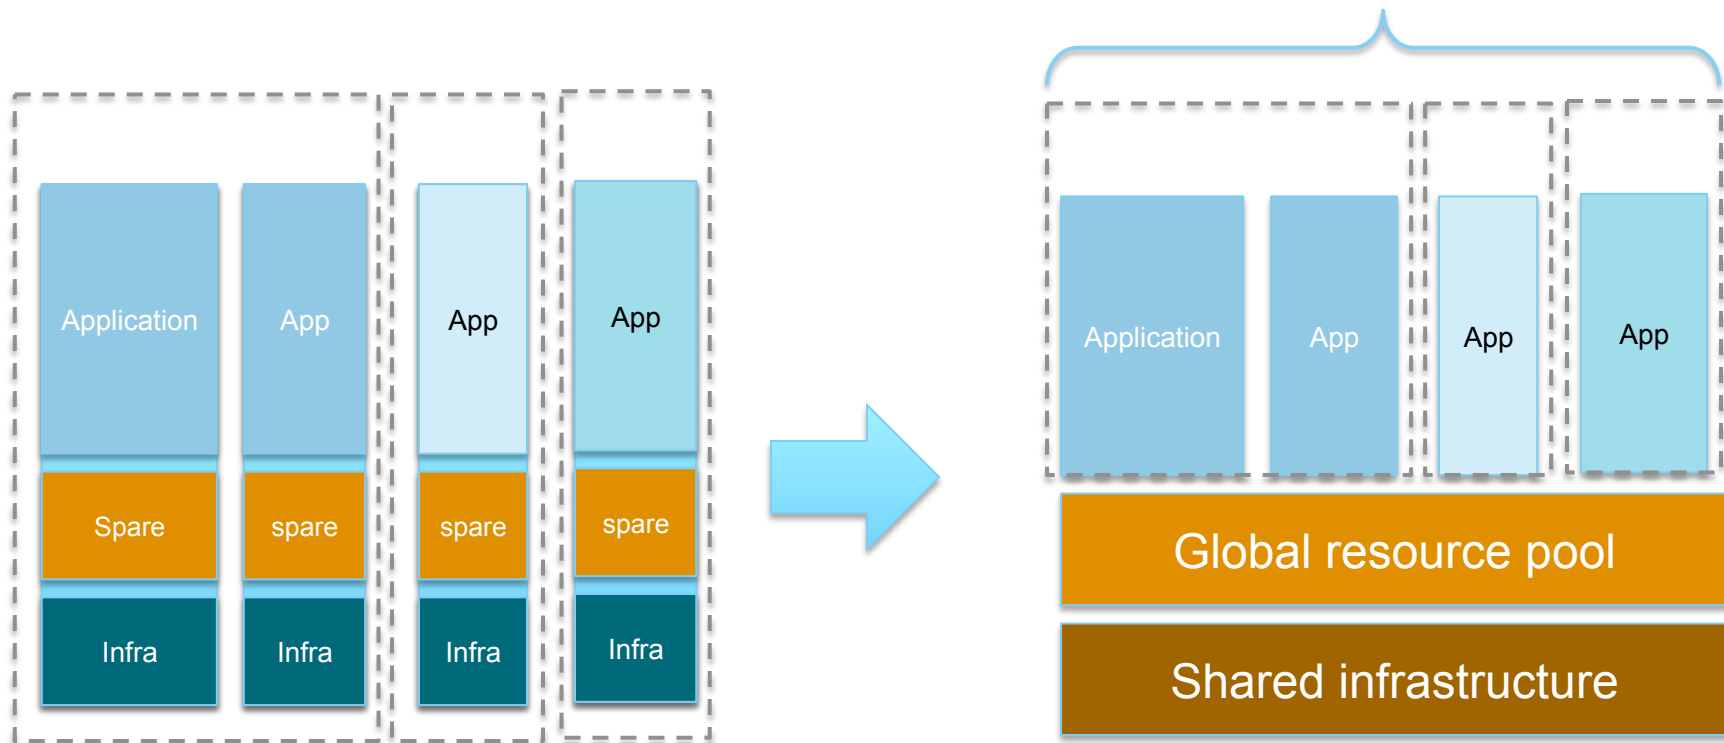 Application
App
App
App
Spare
spare
spare
spare
Infra
Infra
Infra
Infra
Application
App
App
App
Global resource pool
Shared infrastructure